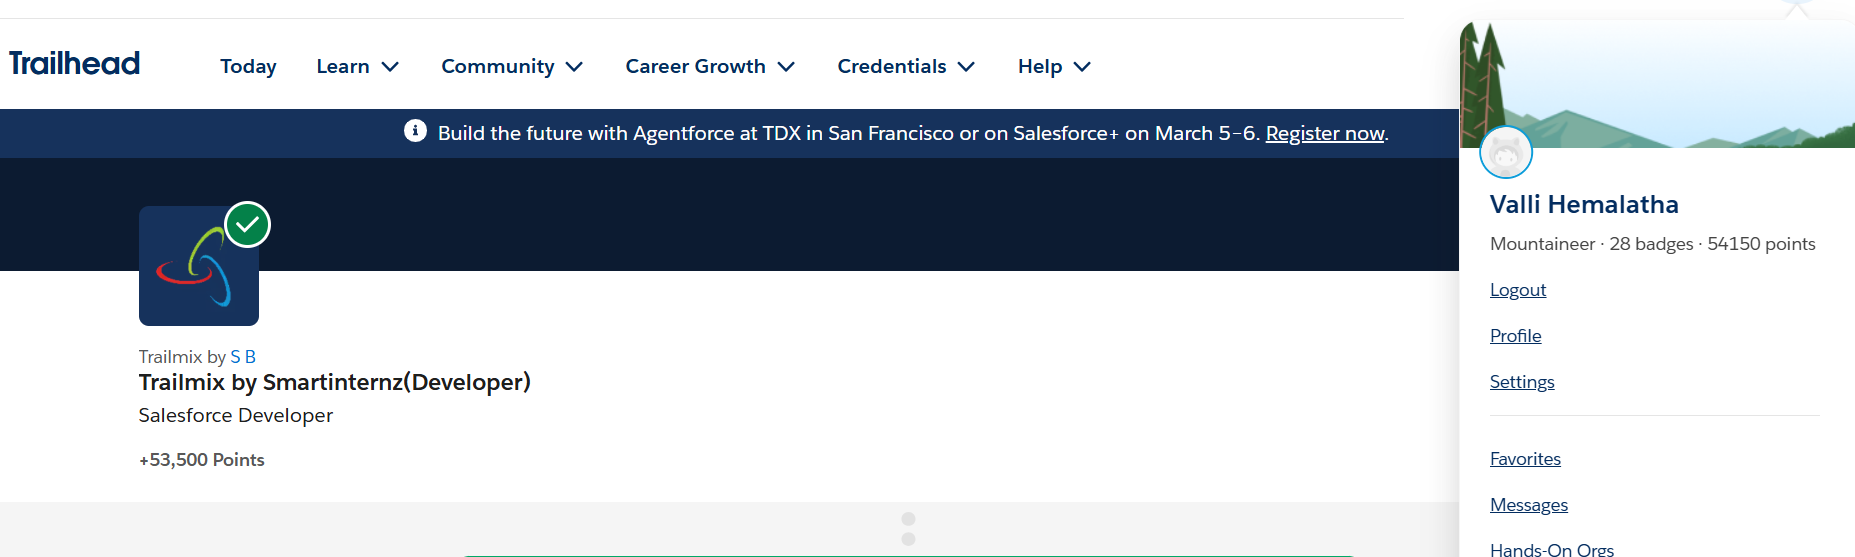 Trailhead
Today Learn Community Career Growth Credentials Help
Build the future with Agentforce at TDX in San Francisco or on Salesforce+ on March 5–6. Register now.
Trailmix by S B
Trailmix by Smartinternz(Developer)
Salesforce Developer
+53,500 Points
Valli Hemalatha
Mountaineer · 28 badges · 54150 points
Logout
Profile
Settings
Favorites
Messages
Hands-On Orgs